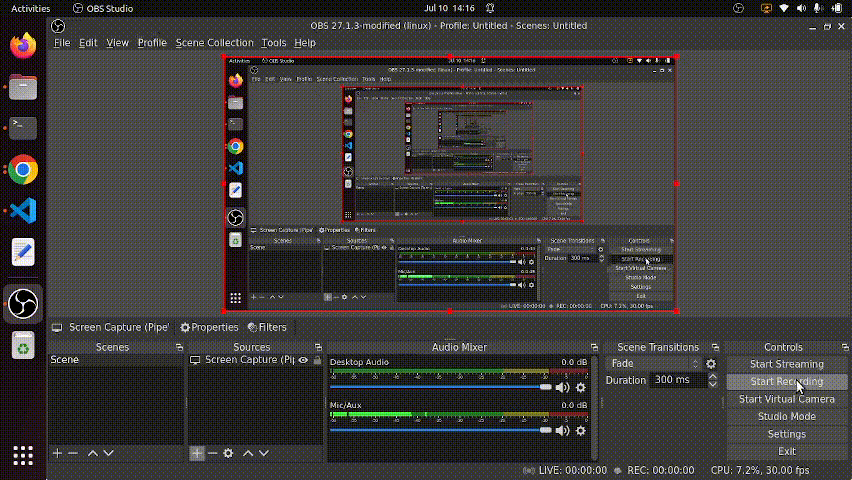 Activities OBS Studio Jul 10 14:16
OBS 27.1.3-modified (linux) - Profile: Untitled - Scenes: Untitled
File Edit View Profile Scene Collection Tools Help
Activities OBS Studio Jul 10 14:16
OBS 27.1.3-modified (linux) - Profile: Untitled - Scenes: Untitled
File Edit View Profile Scene Collection Tools Help
Screen Capture (Pipe' Properties Filters
Scenes Sources Audio Mixer Scene Transitions Controls
Scene Screen Capture (Pi Desktop Audio 0.0 dB Fade Start Streaming
Duration 300 ms Start Recording
Mic/Aux 0.0 dB Start Virtual Camera
Studio Mode
Settings
Exit
LIVE: 00:00:00 REC: 00:00:00 CPU: 7.2%, 30.00 fps
Screen Capture (Pipe' Properties Filters
Scenes Sources Audio Mixer Scene Transitions Controls
Scene Screen Capture (Pi Desktop Audio 0.0 dB Fade Start Streaming
Duration 300 ms Start Recording
Mic/Aux 0.0 dB Start Virtual Camera
Studio Mode
Settings
Exit
LIVE: 00:00:00 REC: 00:00:00 CPU: 7.2%, 30.00 fps